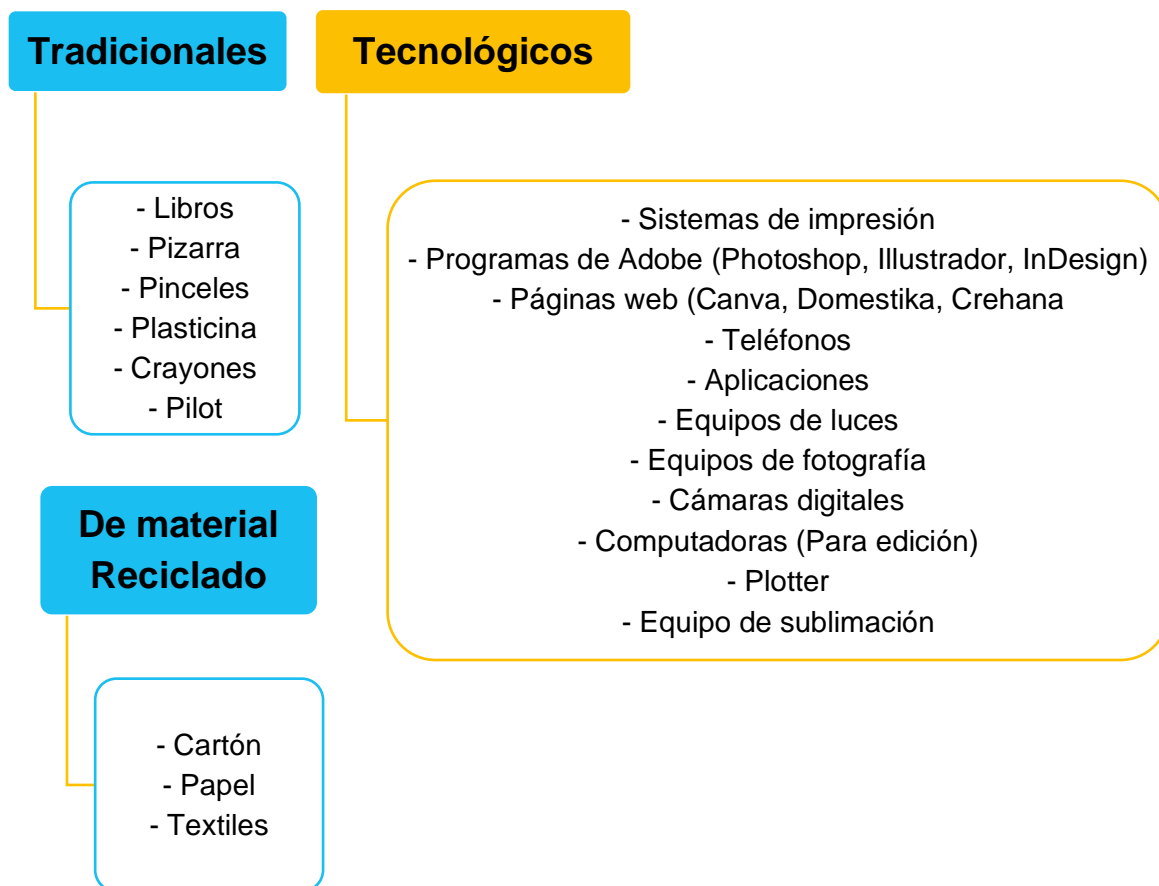 Tradicionales
- Libros
- Pizarra
- Pinceles
- Plasticina
- Crayones
- Pilot
De material
Reciclado
- Cartón
- Papel
- Textiles
Tecnológicos
- Sistemas de impresión
- Programas de Adobe (Photoshop, Illustrador, InDesign)
- Páginas web (Canva, Domestika, Crehana
- Teléfonos
- Aplicaciones
- Equipos de luces
- Equipos de fotografía
- Cámaras digitales
- Computadoras (Para edición)
- Plotter
- Equipo de sublimación